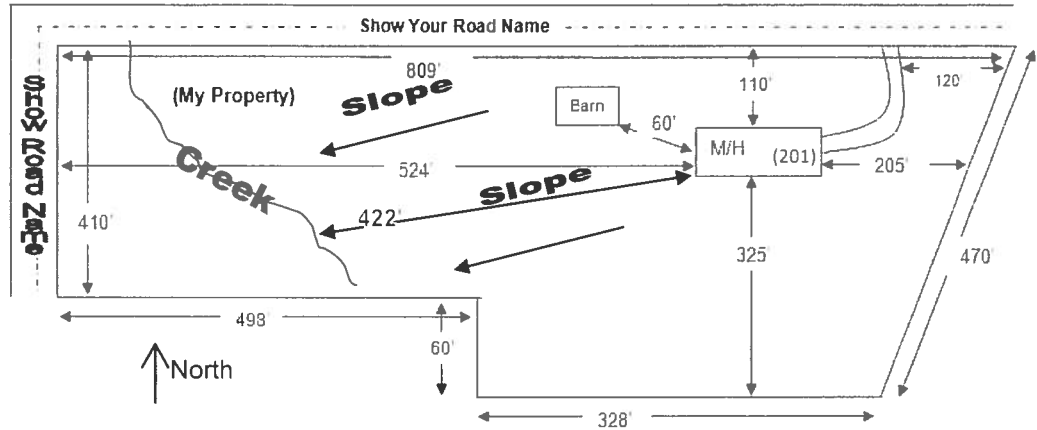 Show Your Road Name
809'
(My Property)
Slope
Barn
110'
120'
60'
M/H
(201)
Show Road Name
Creek
524'
Slope
205'
410'
422'
325'
470'
498'
60'
North
328'